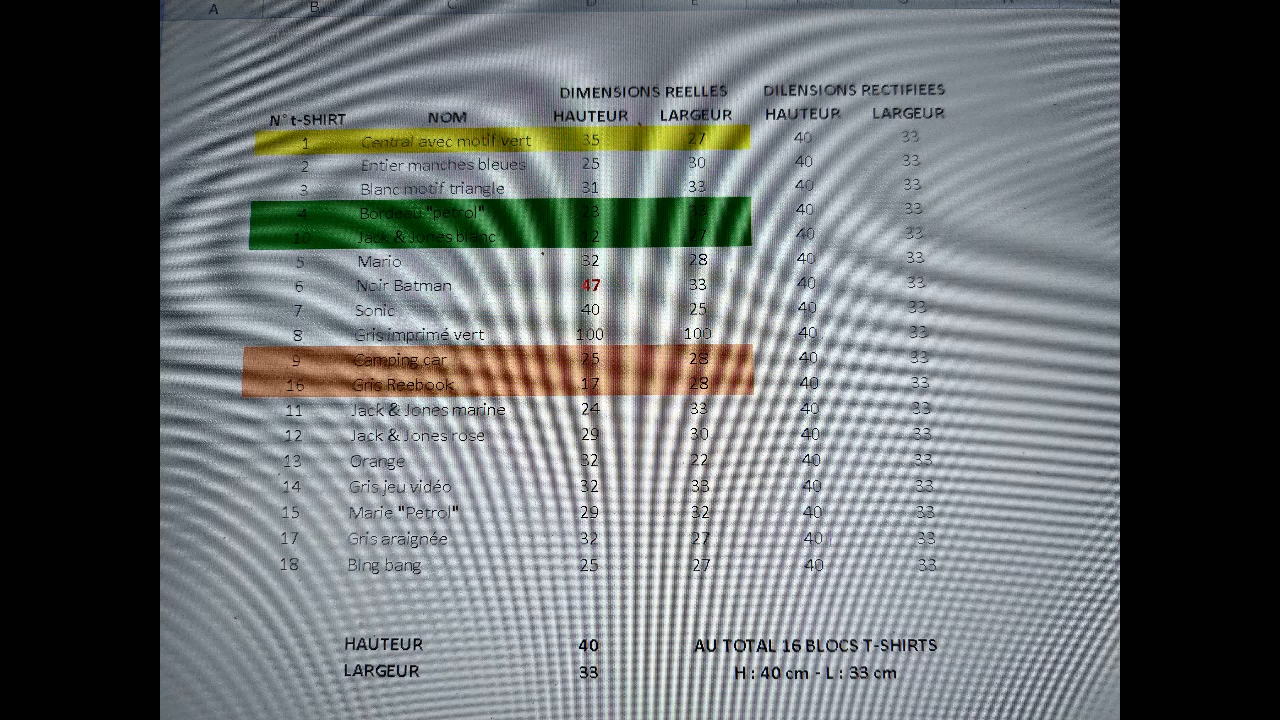 A B C D E
DIMENSIONS REELLES DILENSIONS RECTIFIEES
N° t-SHIRT NOM HAUTEUR LARGEUR HAUTEUR LARGEUR
1 Central avec motif vert 35 27 40 33
2 Entier manches bleues 25 30 40 33
3 Blanc motif triangle 31 33 40 33
4 Bordeau "petrol" 28 33 40 33
10 Jack & Jones blanc 12 27 40 33
5 Mario 32 28 40 33
6 Noir Batman 47 33 40 33
7 Sonic 40 25 40 33
8 Gris imprimé vert 100 100 40 33
9 Camping car 25 28 40 33
16 Gris Reebook 17 28 40 33
11 Jack & Jones marine 24 33 40 33
12 Jack & Jones rose 29 30 40 33
13 Orange 32 22 40 33
14 Gris jeu vidéo 32 33 40 33
15 Marie "Petrol" 29 32 40 33
17 Gris araignée 32 27 40 33
18 BIng bang 25 27 40 33
HAUTEUR 40 AU TOTAL 16 BLOCS T-SHIRTS
LARGEUR 33 H : 40 cm - L : 33 cm